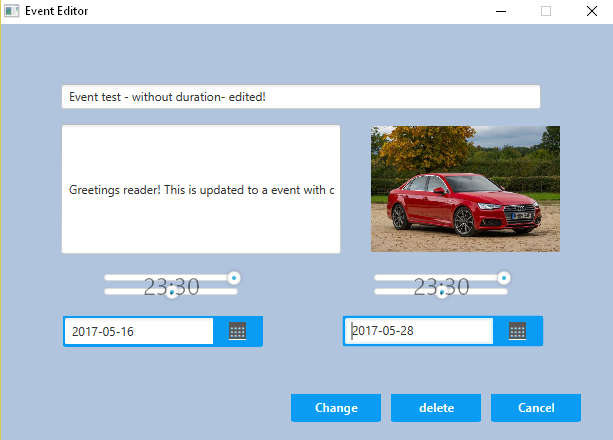 Event Editor
Event test - without duration- edited!
Greetings reader! This is updated to a event with c
23:30
23:30
2017-05-16
2017-05-28
Change
delete
Cancel